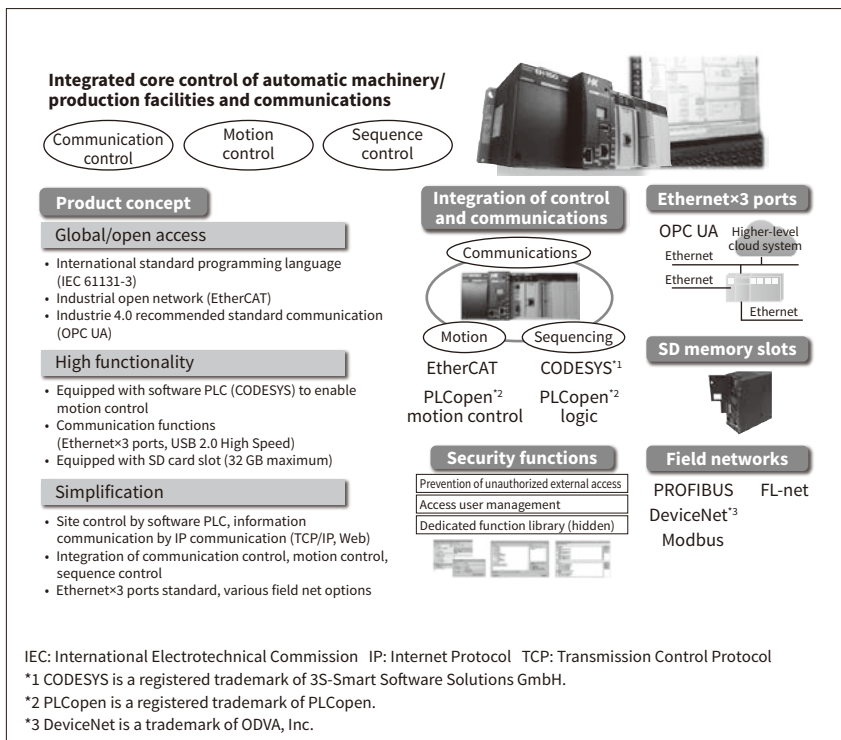 Integrated core control of automatic machinery/
production facilities and communications
Communication
control
Motion
control
Sequence
control
Product concept
Global/open access
• International standard programming language
(IEC 61131-3)
• Industrial open network (EtherCAT)
• Industrie 4.0 recommended standard communication
(OPC UA)
High functionality
• Equipped with software PLC (CODESYS) to enable
motion control
• Communication functions
(Ethernet×3 ports, USB 2.0 High Speed)
• Equipped with SD card slot (32 GB maximum)
Simplification
• Site control by software PLC, information
communication by IP communication (TCP/IP, Web)
• Integration of communication control, motion control,
sequence control
• Ethernet×3 ports standard, various field net options
EH-150
HX
Integration of control
and communications
Communications
Motion
Sequencing
EtherCAT
CODESYS*1
PLCopen*2
motion control
PLCopen*2
logic
Security functions
Prevention of unauthorized external access
Access user management
Dedicated function library (hidden)
Ethernet×3 ports
OPC UA
Higher-level
cloud system
Ethernet
Ethernet
Ethernet
SD memory slots
Field networks
PROFIBUS FL-net
DeviceNet*3
Modbus
IEC: International Electrotechnical Commission IP: Internet Protocol TCP: Transmission Control Protocol
*1 CODESYS is a registered trademark of 3S-Smart Software Solutions GmbH.
*2 PLCopen is a registered trademark of PLCopen.
*3 DeviceNet is a trademark of ODVA, Inc.